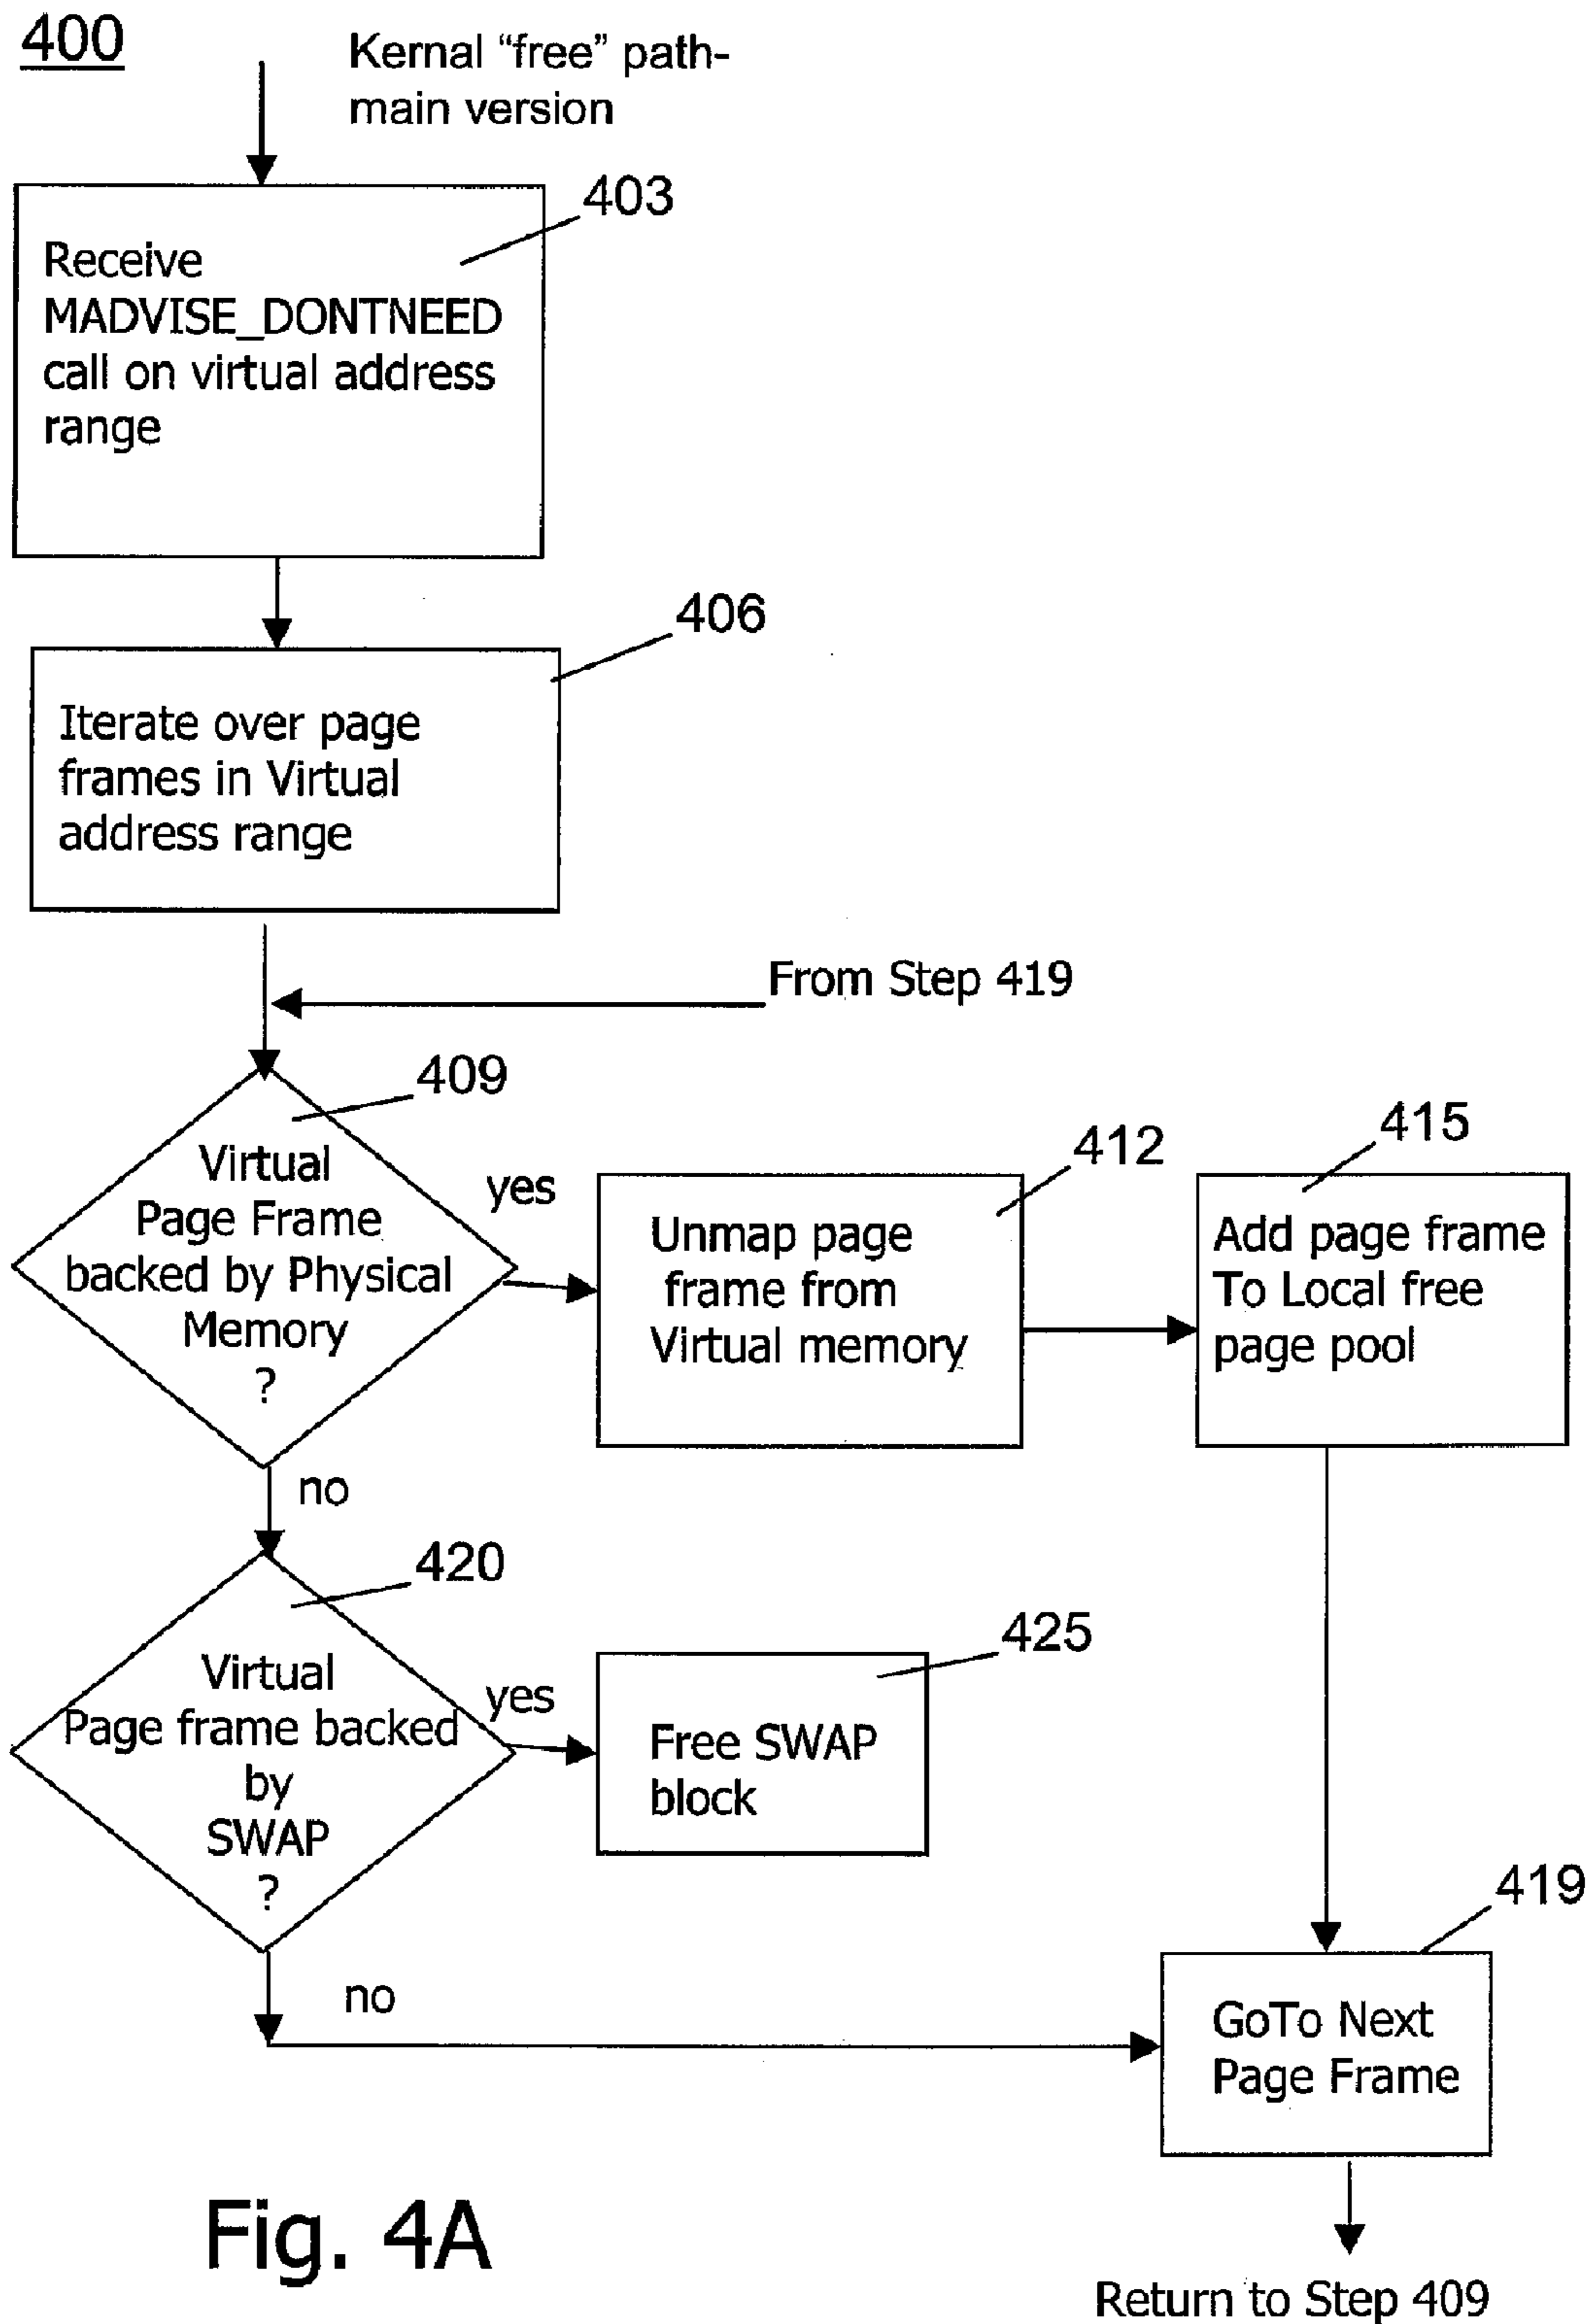 400
Kernal “free” path-
main version
403
Receive
MADVISE_DONTNEED
call on virtual address
range
406
Iterate over page
frames in Virtual
address range
From Step 419
409
Virtual
Page Frame
backed by Physical
Memory
?
yes
412
Unmap page
frame from
Virtual memory
415
Add page frame
To Local free
page pool
no
420
Virtual
Page frame backed
by
SWAP
?
yes
425
Free SWAP
block
no
419
GoTo Next
Page Frame
Return to Step 409
Fig. 4A